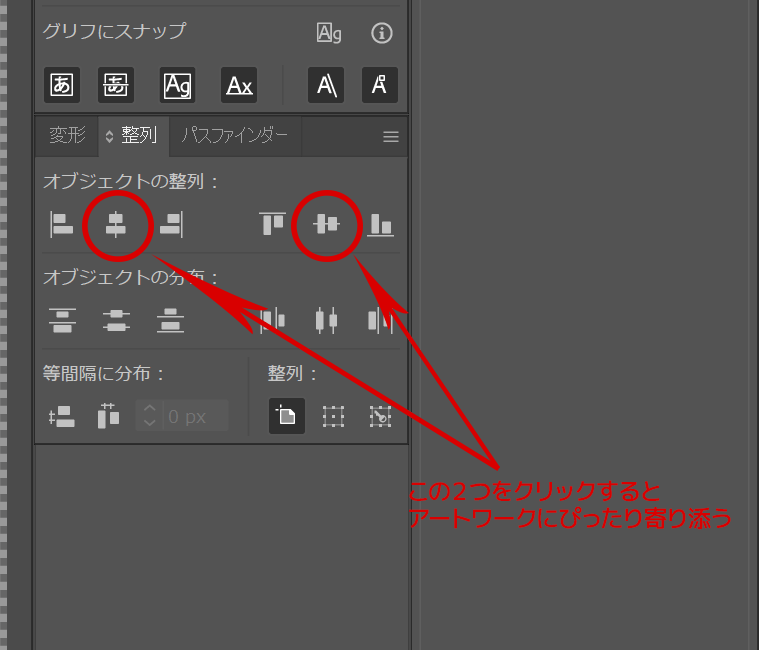 グリフにスナップ Ag
あ あ Ag Ax A A
変形 整列 パスファインダー
オブジェクトの整列：
オブジェクトの分布：
等間隔に分布： 整列：
0 px
この２つをクリックすると
アートワークにぴったり寄り添う